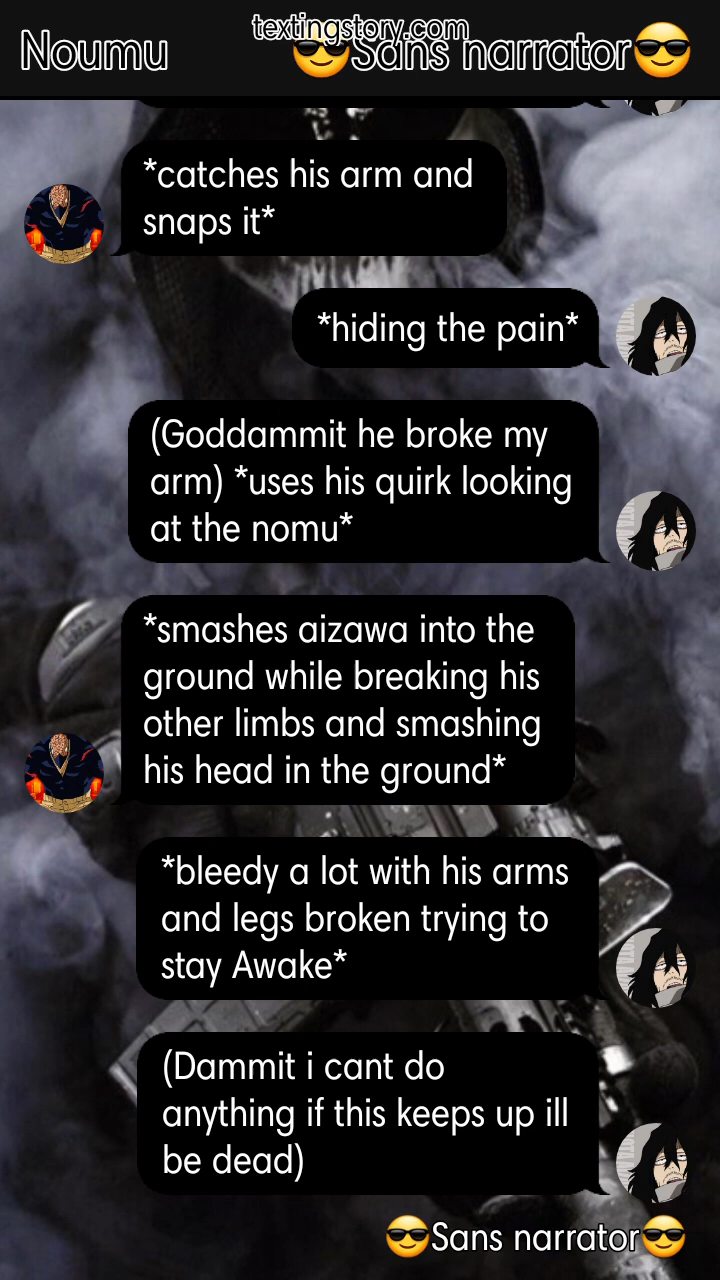 textingstory.com
Noumu
😎Sans narrator😎
*catches his arm and
snaps it*
*hiding the pain*
(Goddammit he broke my
arm) *uses his quirk looking
at the nomu*
*smashes aizawa into the
ground while breaking his
other limbs and smashing
his head in the ground*
*bleedy a lot with his arms
and legs broken trying to
stay Awake*
(Dammit i cant do
anything if this keeps up ill
be dead)
😎Sans narrator😎